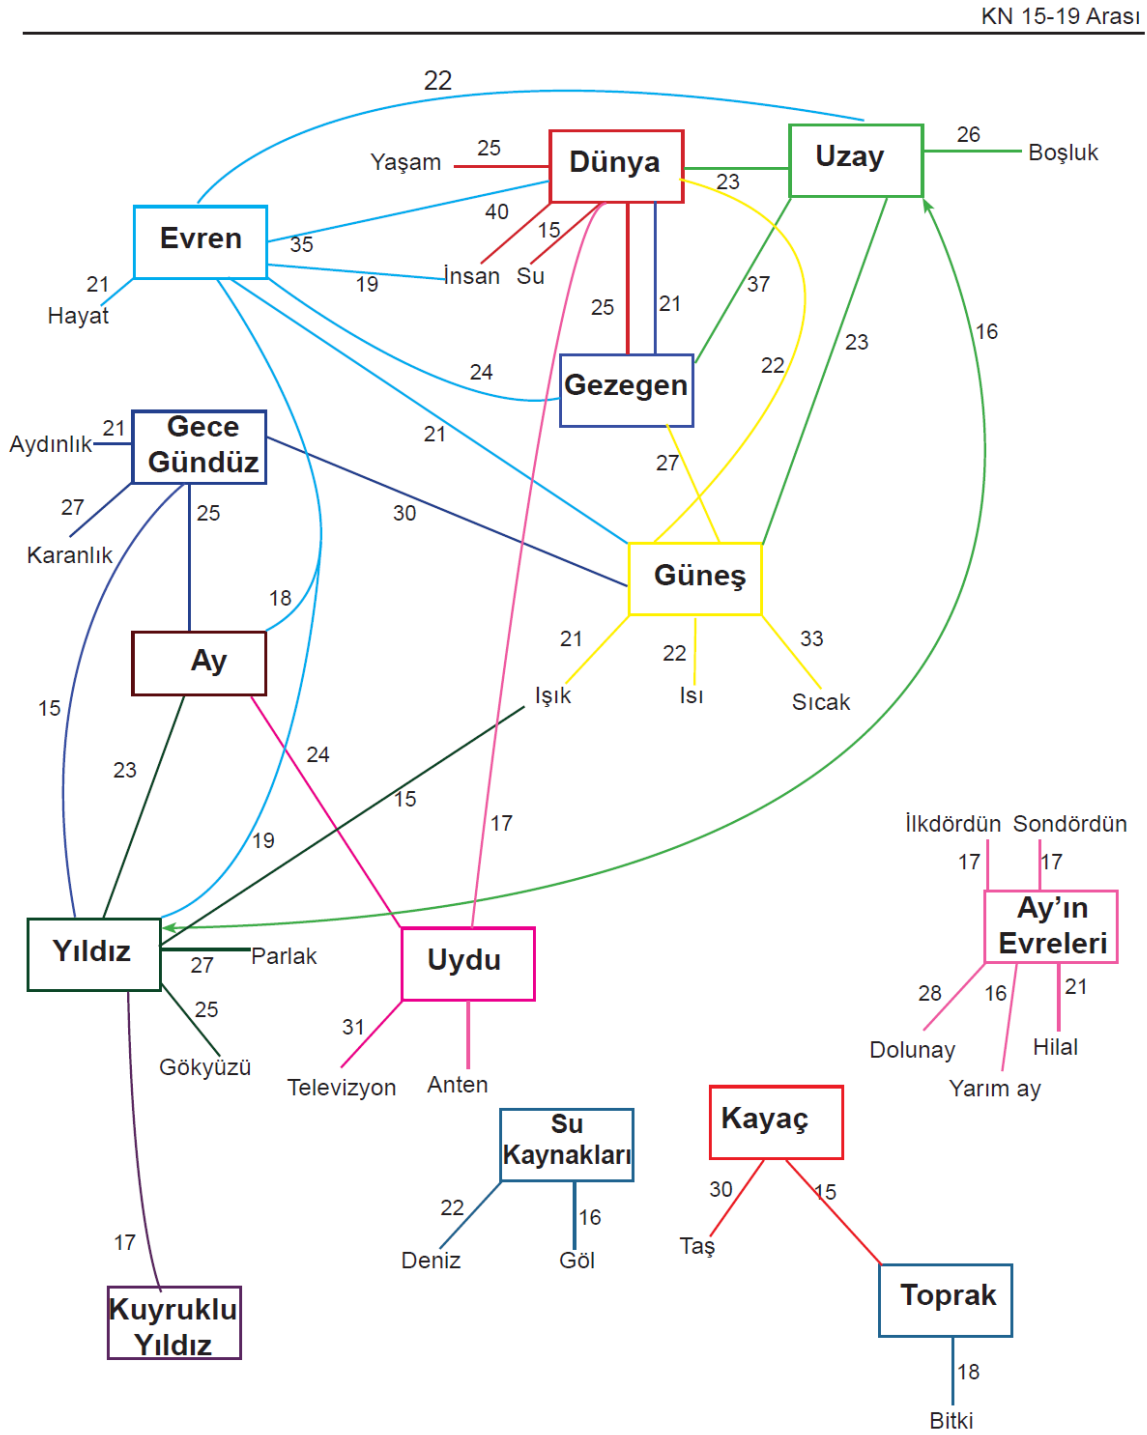 KN 15-19 Arası
22
Yaşam
25
Dünya
Uzay
26
Boşluk
23
40
15
Evren
35
19
İnsan
Su
21
Hayat
25
21
37
16
23
22
24
Gezegen
21
27
Aydınlık
21
Gece
Gündüz
27
25
30
Karanlık
Güneş
18
21
22
33
Ay
Işık
Isı
Sıcak
15
23
24
15
19
17
İlkdördün
Sondördün
17
17
Ay’ın
Evreleri
28
16
21
Dolunay
Hilal
Yarım ay
Yıldız
27
Parlak
25
Gökyüzü
Uydu
31
Televizyon
Anten
Su
Kaynakları
22
16
Deniz
Göl
Kayaç
30
15
Taş
Toprak
18
Bitki
17
Kuyruklu
Yıldız